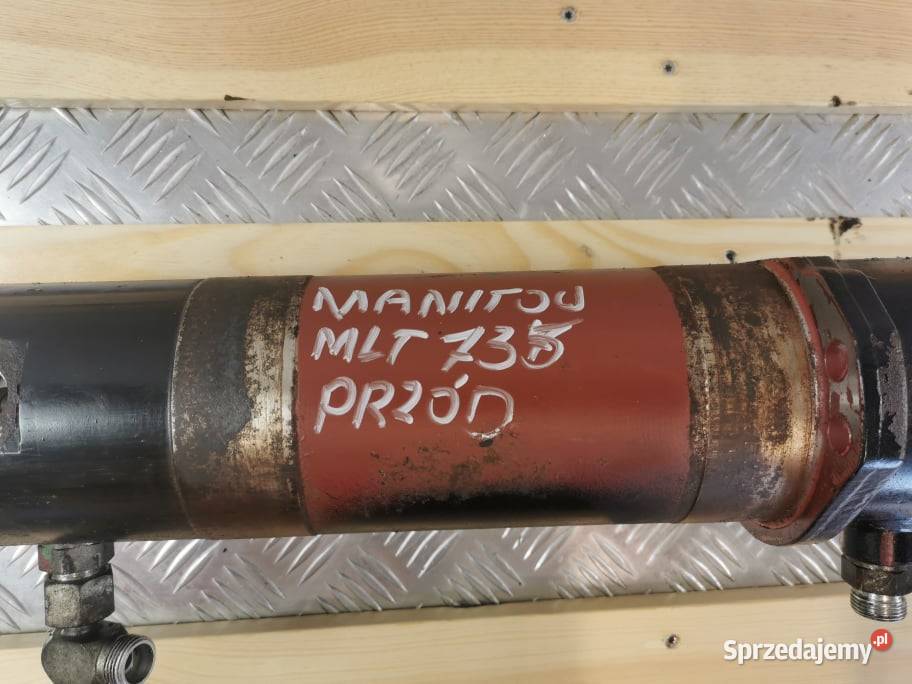 MANITOU
MLT 735
PRZÓD
Sprzedajemy.pl